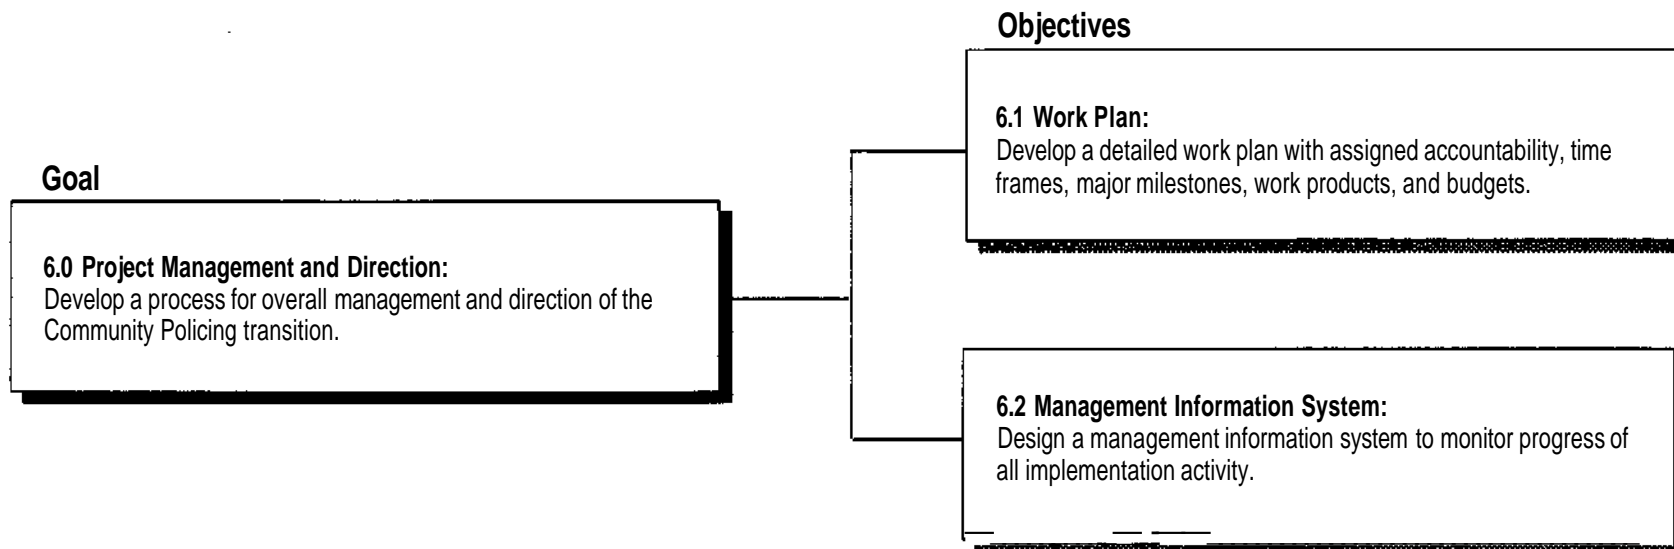 Goal
6.0 Project Management and Direction:
Develop a process for overall management and direction of the
Community Policing transition.
Objectives
6.1 Work Plan:
Develop a detailed work plan with assigned accountability, time
frames, major milestones, work products, and budgets.
6.2 Management Information System:
Design a management information system to monitor progress of
all implementation activity.